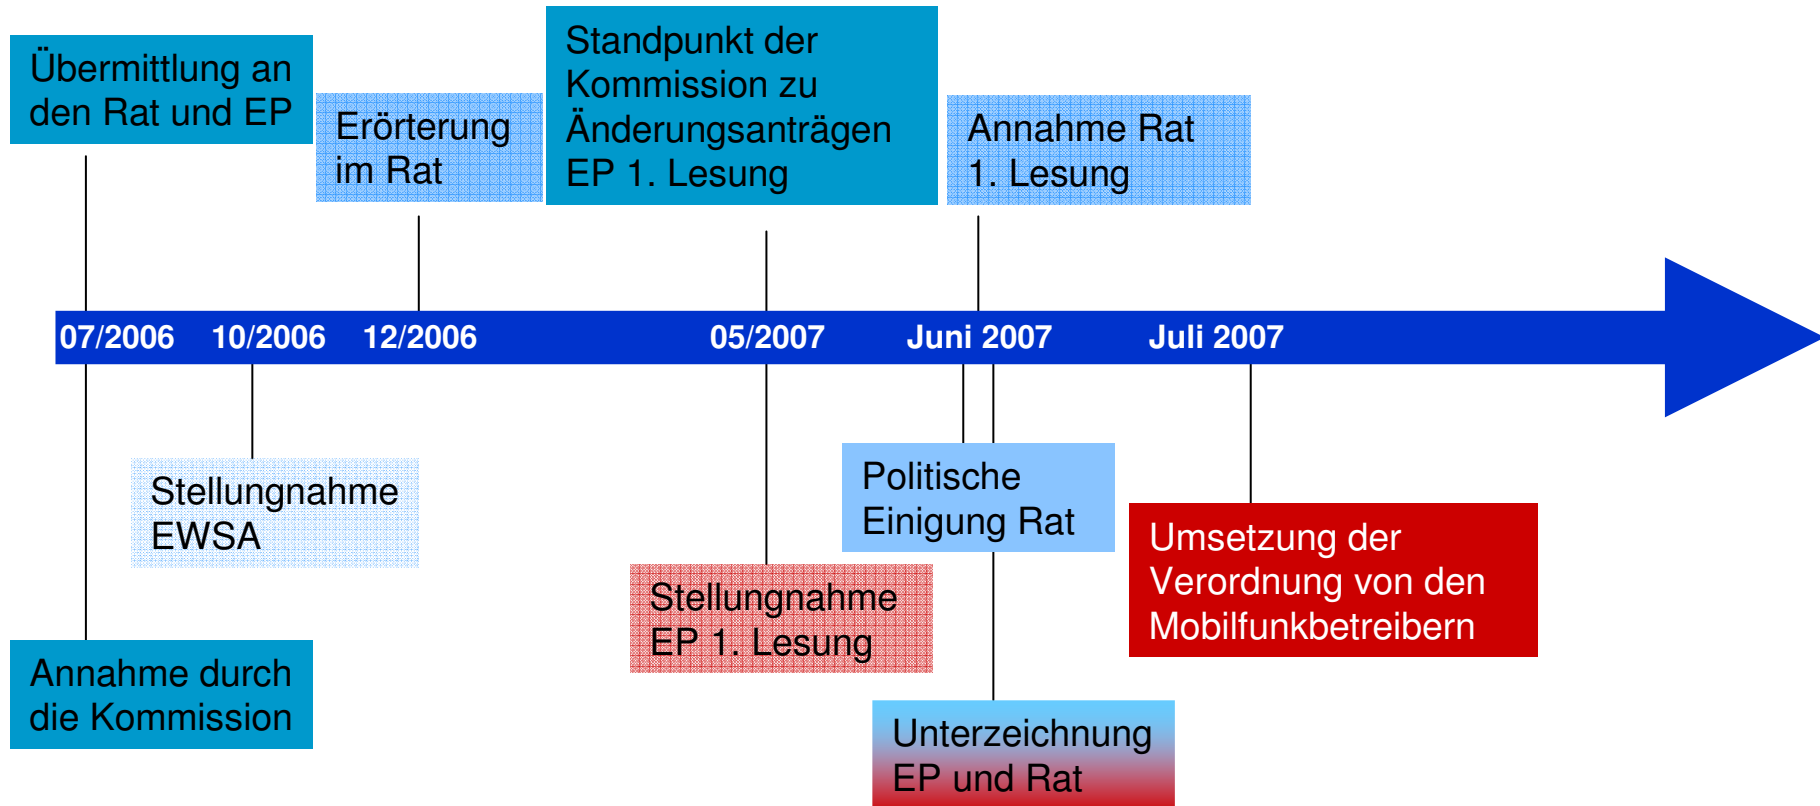 Übermittlung an
den Rat und EP
Erörterung
im Rat
Standpunkt der
Kommission zu
Änderungsanträgen
EP 1. Lesung
Annahme Rat
1. Lesung
07/2006
10/2006
12/2006
05/2007
Juni 2007
Juli 2007
Stellungnahme
EWSA
Annahme durch
die Kommission
Stellungnahme
EP 1. Lesung
Politische
Einigung Rat
Unterzeichnung
EP und Rat
Umsetzung der
Verordnung von den
Mobilfunkbetreibern